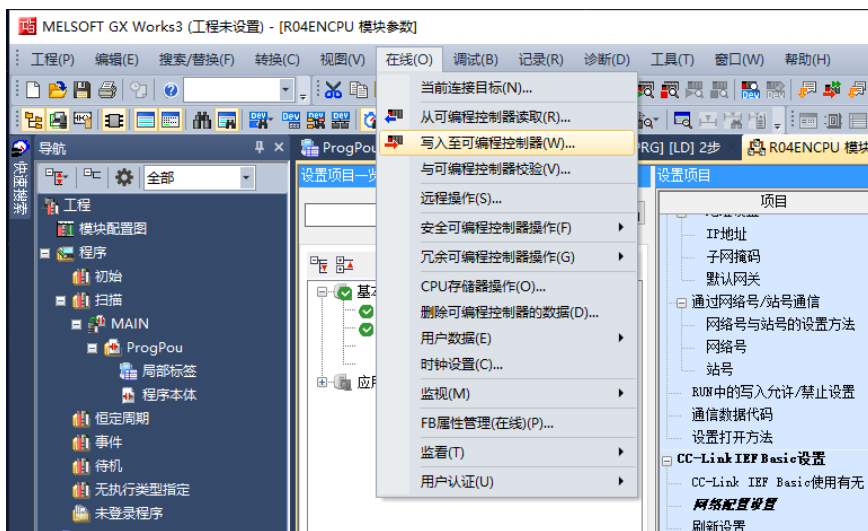 MELSOFT GX Works3 (工程未设置) - [R04ENCPU 模块参数]
工程(P) 编辑(E) 搜索/替换(F) 转换(C) 视图(V) 在线(O) 调试(B) 记录(R) 诊断(D) 工具(T) 窗口(W) 帮助(H)
当前连接目标(N)...
从可编程控制器读取(R)...
写入至可编程控制器(W)...
与可编程控制器校验(V)...
远程操作(S)...
安全可编程控制器操作(F)
冗余可编程控制器操作(G)
CPU存储器操作(O)...
删除可编程控制器的数据(D)...
用户数据(E)
时钟设置(C)...
监视(M)
FB属性管理(在线)(P)...
监看(T)
用户认证(U)
快速搜索
导航
全部
工程
模块配置图
程序
初始
扫描
MAIN
ProgPou
局部标签
程序本体
恒定周期
事件
待机
无执行类型指定
未登录程序
ProgPou
PRG] [LD] 2步
R04ENCPU 模块
设置项目一览
基本
应用
设置项目
项目
IP地址
子网掩码
默认网关
通过网络号/站号通信
网络号与站号的设置方法
网络号
站号
RUN中的写入允许/禁止设置
通信数据代码
设置打开方法
CC-Link IEF Basic设置
CC-Link IEF Basic使用有无
网络配置设置
刷新设置